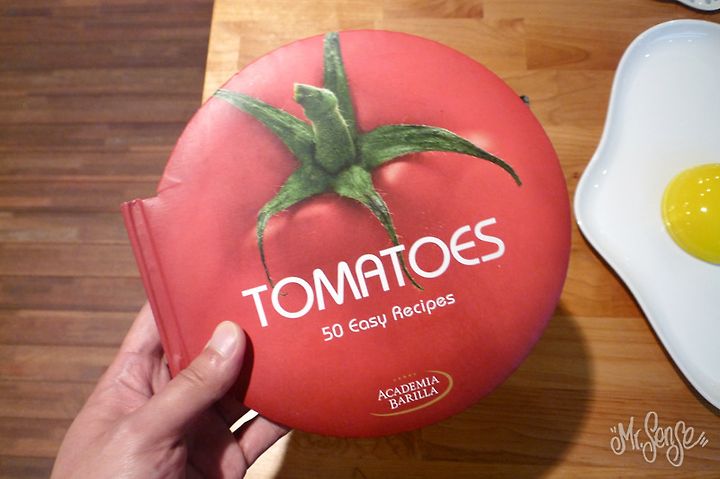 TOMATOES
50 Easy Recipes
ACADEMIA
BARILLA
"Mr.Sense"